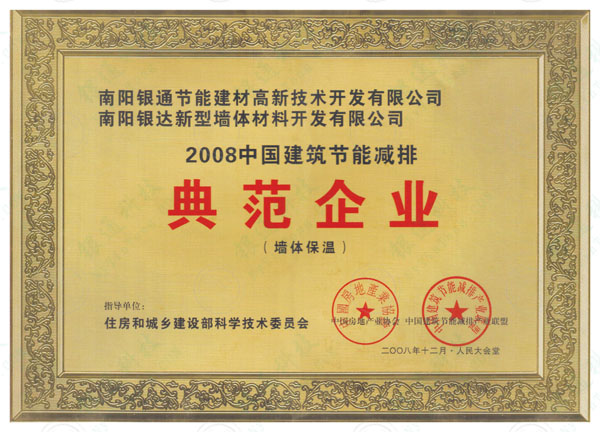 南阳银通节能建材高新技术开发有限公司
南阳银达新型墙体材料开发有限公司
2008中国建筑节能减排
典范企业
（墙体保温）
指导单位：
住房和城乡建设部科学技术委员会
中国房地产业协会 中国建筑节能减排产业联盟
二〇〇八年十二月·人民大会堂